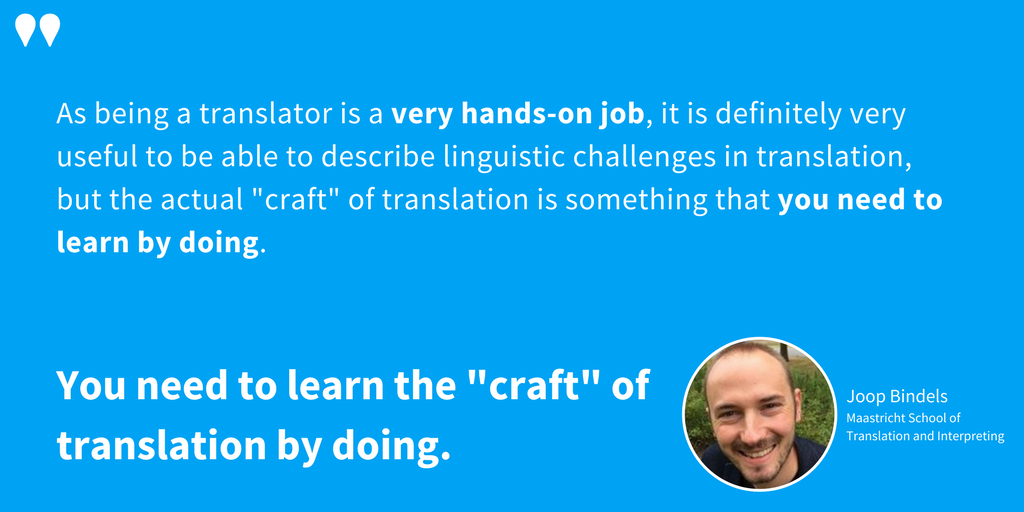 "
As being a translator is a very hands-on job, it is definitely very
useful to be able to describe linguistic challenges in translation,
but the actual "craft" of translation is something that you need to
learn by doing.
You need to learn the "craft" of
translation by doing.
Joop Bindels
Maastricht School of
Translation and Interpreting